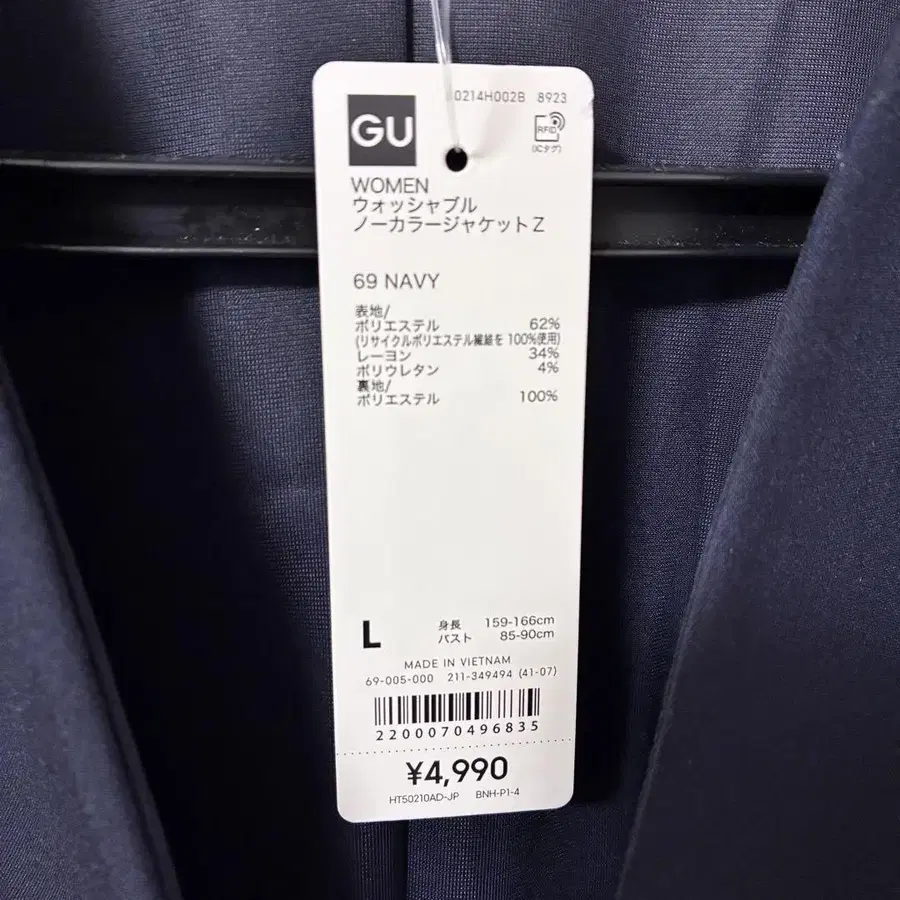 0214H002B 8923
GU
RFID
(ICタグ)
WOMEN
ウォッシャブル
ノーカラージャケットZ
69 NAVY
表地/
ポリエステル 62%
(リサイクルポリエステル繊維を 100%使用)
レーヨン 34%
ポリウレタン 4%
裏地/
ポリエステル 100%
L
身長 159-166cm
バスト 85-90cm
MADE IN VIETNAM
69-005-000 211-349494 (41-07)
2200070496835
¥4,990
HT50210AD-JP BNH-P1-4